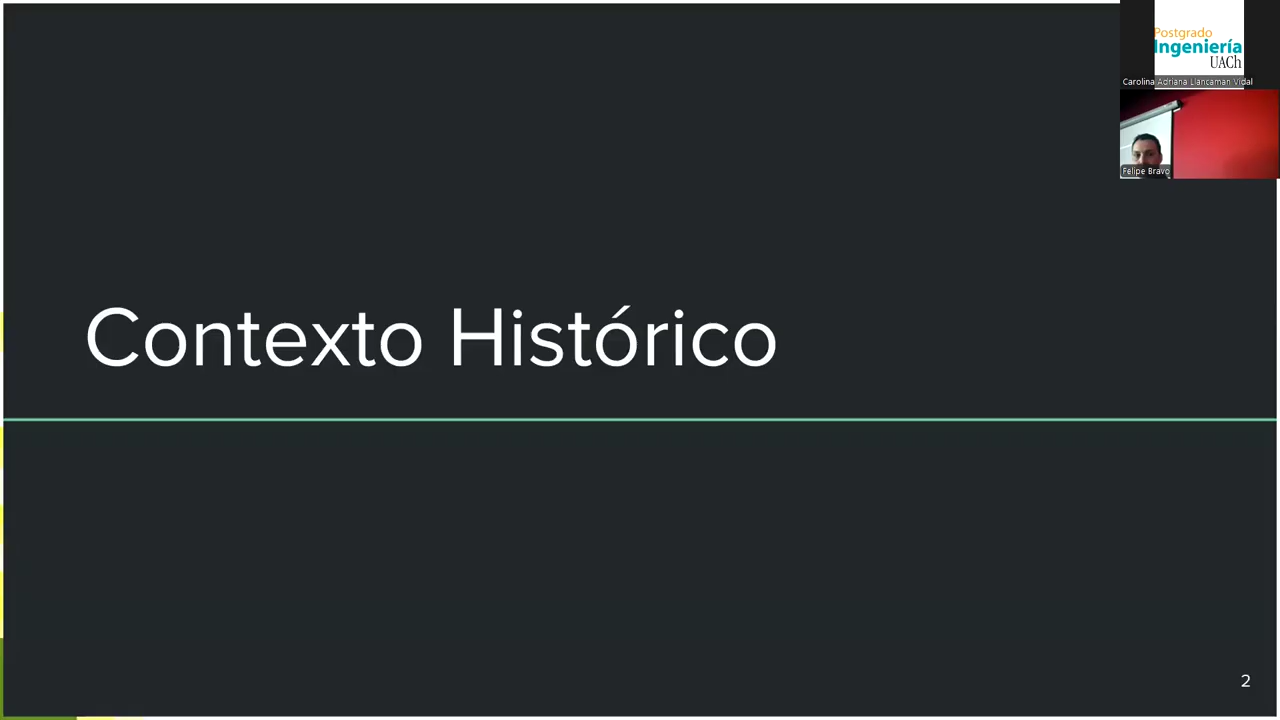 Postgrado
Ingeniería
UACh
Carolina Adriana Llancaman Vidal
Felipe Bravo
Contexto Histórico
2